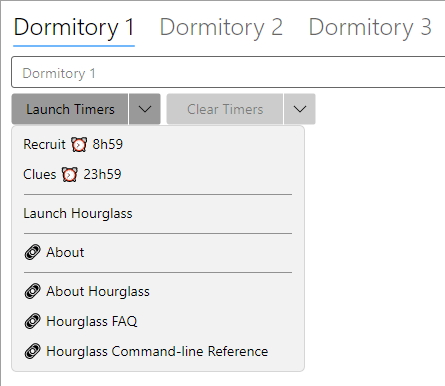 Dormitory 1 Dormitory 2 Dormitory 3
Dormitory 1
Launch Timers Clear Timers
Recruit ⏰ 8h59
Clues ⏰ 23h59
Launch Hourglass
🔗 About
🔗 About Hourglass
🔗 Hourglass FAQ
🔗 Hourglass Command-line Reference